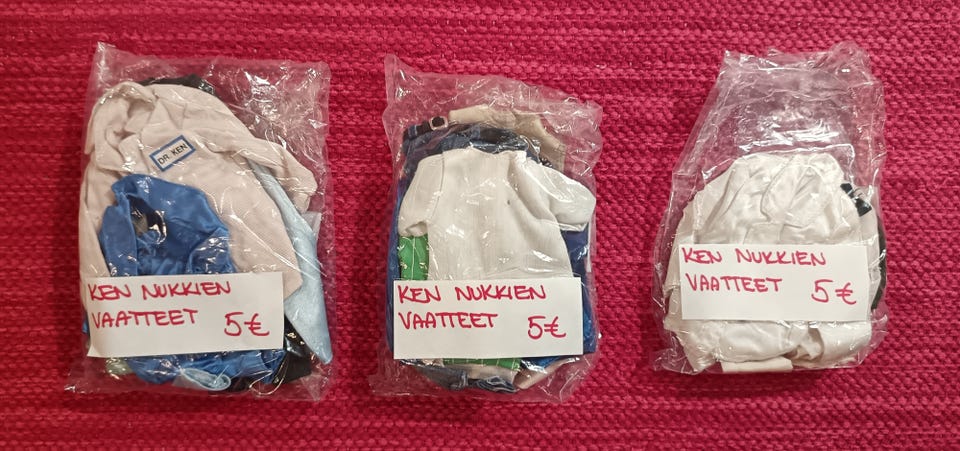 DR. KEN
KEN NUKKIEN
VAATTEET 5€
KEN NUKKIEN
VAATTEET 5€
KEN NUKKIEN
VAATTEET 5€